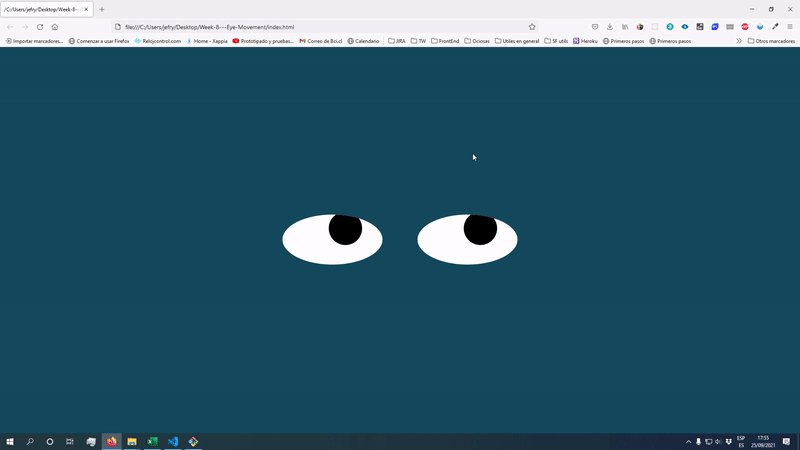 /C:/Users/jefry/Desktop/Week-8---E
file:///C:/Users/jefry/Desktop/Week-8---Eye-Movement/index.html
Importar marcadores... Comenzar a usar Firefox Relojcontrol.com Home - Xappia Prototipado y pruebas... Correo de Bci.cl Calendario JIRA TW FrontEnd Ociosas Utiles en general SF utils Heroku Primeros pasos Primeros pasos Otros marcadores
ESP
ES
17:55
25/09/2021